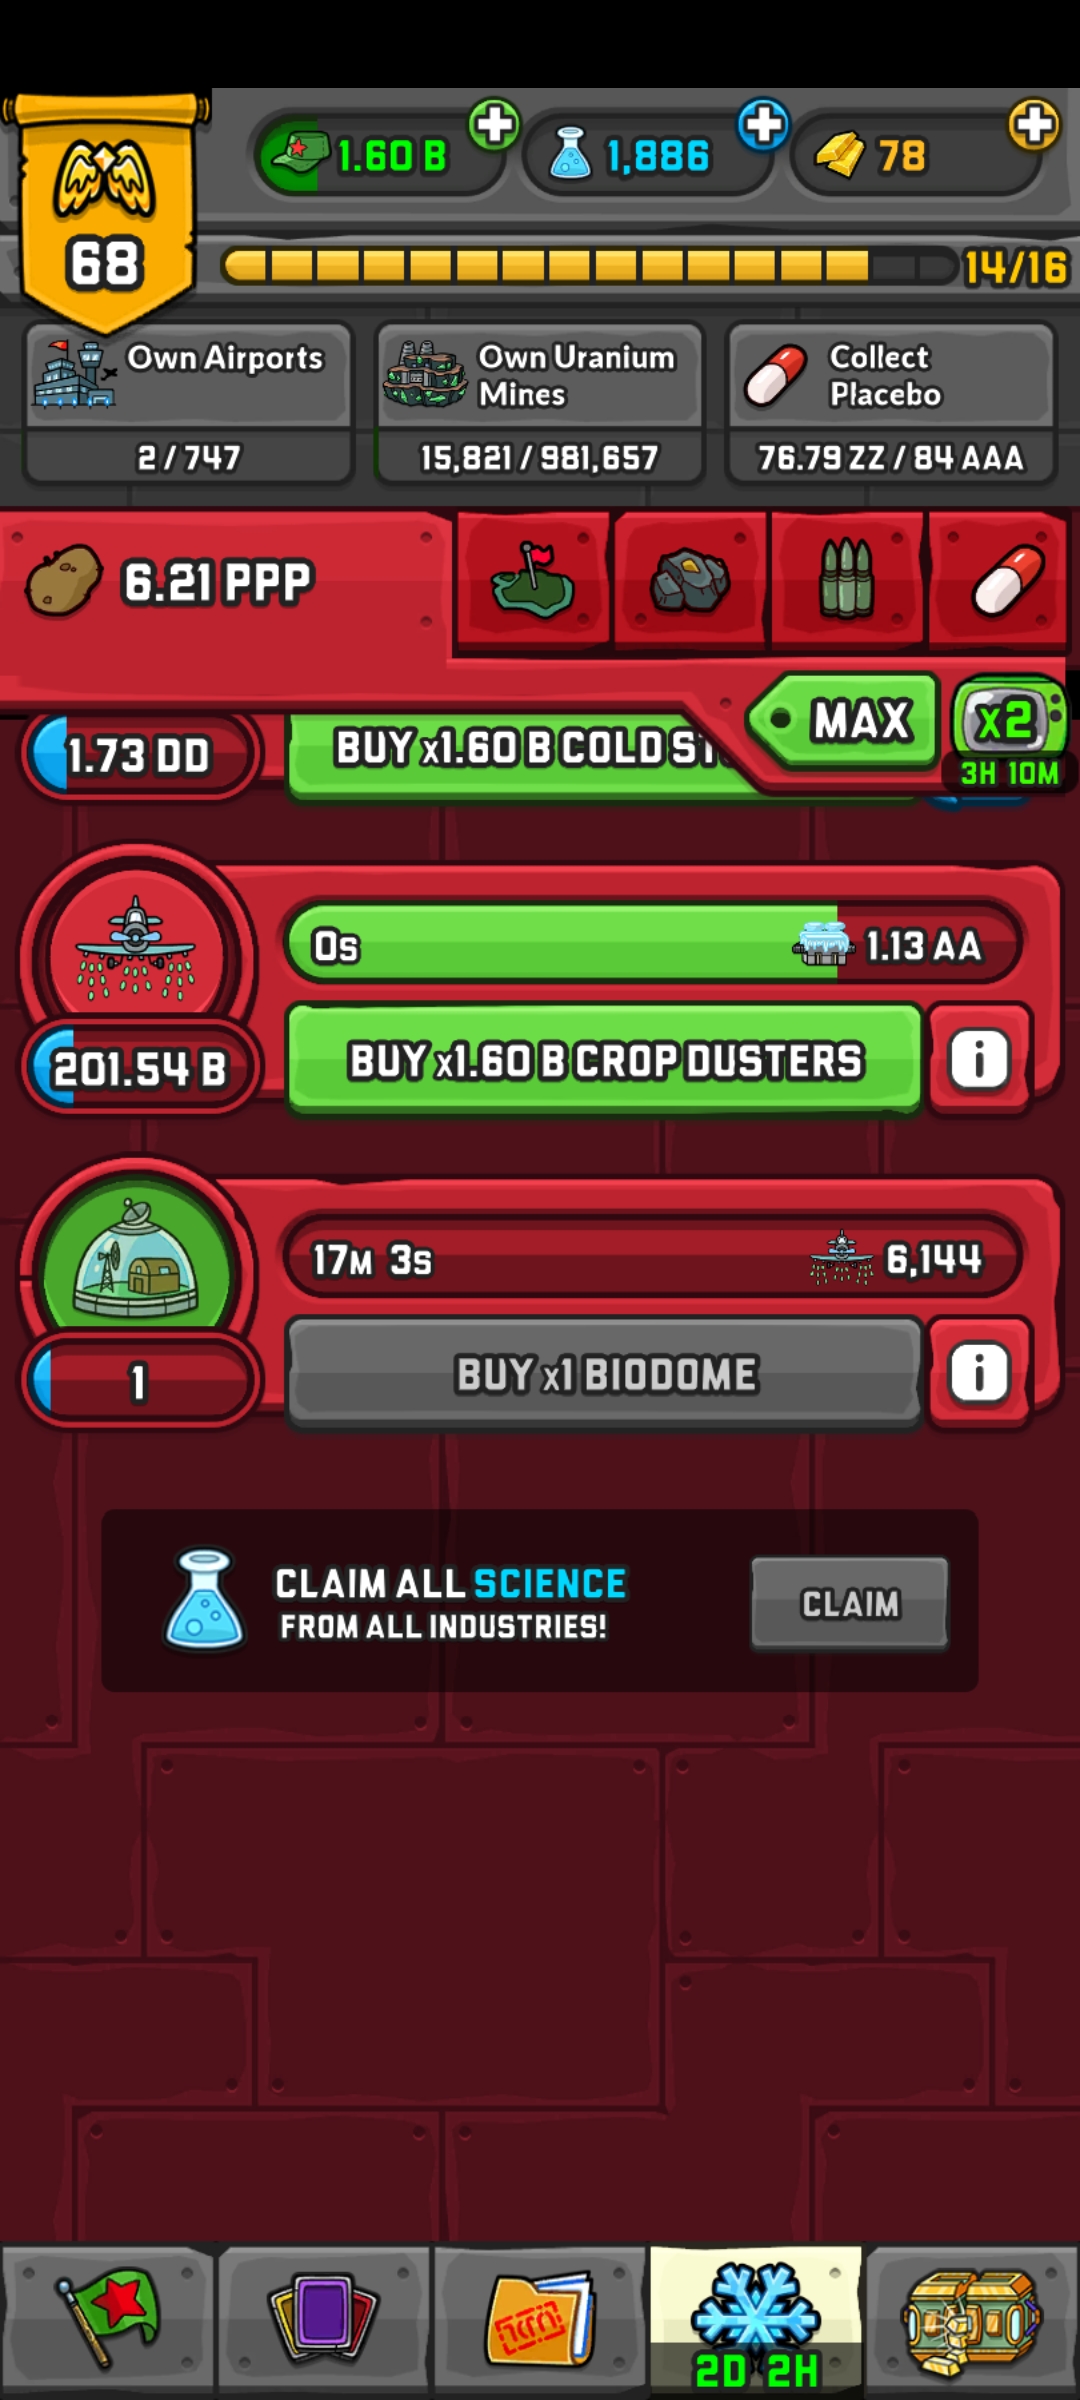 1.60 B
1,886
78
68
14/16
Own Airports
2 / 747
Own Uranium
Mines
15,821 / 981,657
Collect
Placebo
76.79 ZZ / 84 AAA
6.21 PPP
MAX
x2
3H 10M
1.73 DD
BUY x1.60 B COLD ST
0s
1.13 AA
201.54 B
BUY x1.60 B CROP DUSTERS
i
17M 3s
6,144
1
BUY x1 BIODOME
i
CLAIM ALL SCIENCE
FROM ALL INDUSTRIES!
CLAIM
2D 2H